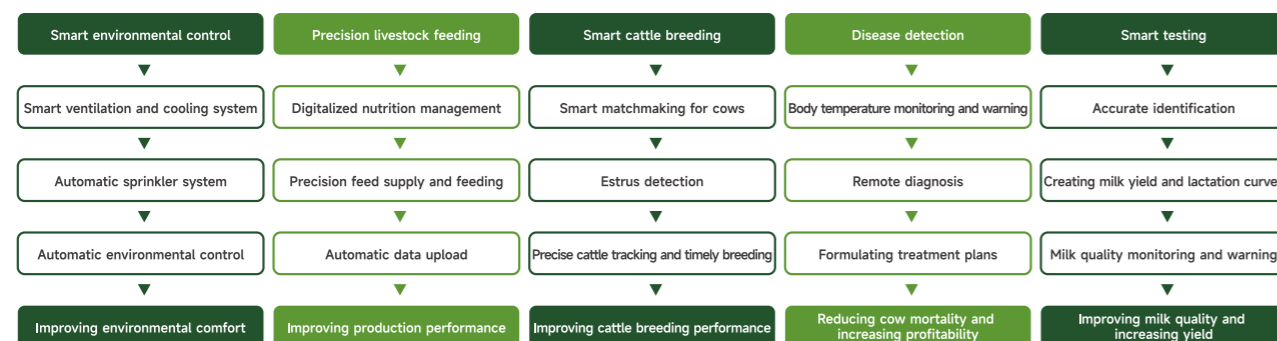 Smart environmental control
Precision livestock feeding
Smart cattle breeding
Disease detection
Smart testing
Smart ventilation and cooling system
Digitalized nutrition management
Smart matchmaking for cows
Body temperature monitoring and warning
Accurate identification
Automatic sprinkler system
Precision feed supply and feeding
Estrus detection
Remote diagnosis
Creating milk yield and lactation curve
Automatic environmental control
Automatic data upload
Precise cattle tracking and timely breeding
Formulating treatment plans
Milk quality monitoring and warning
Improving environmental comfort
Improving production performance
Improving cattle breeding performance
Reducing cow mortality and
increasing profitability
Improving milk quality and
increasing yield